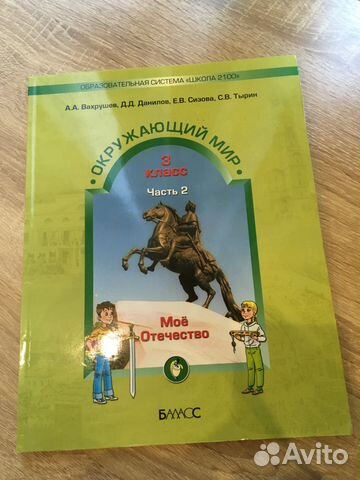 ОБРАЗОВАТЕЛЬНАЯ СИСТЕМА «ШКОЛА 2100»
А.А. Вахрушев, Д.Д. Данилов, Е.В. Сизова, С.В. Тырин
• ОКРУЖАЮЩИЙ МИР •
3 класс
Часть 2
Моё
Отечество
БАЛАСС
Avito